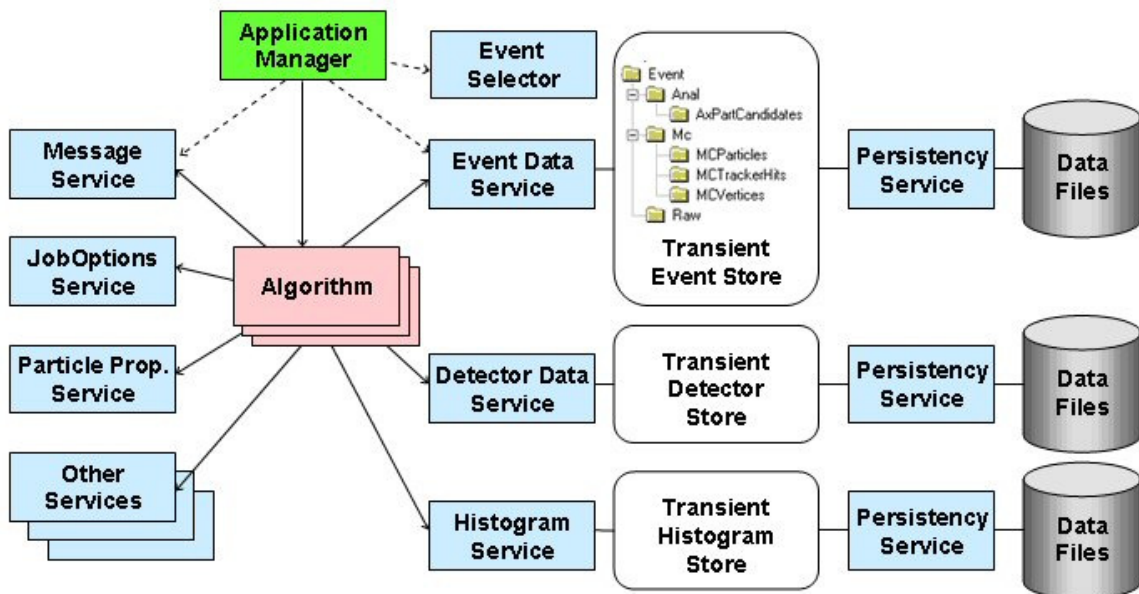 Application
Manager
Event
Selector
Event
Anal
AxPartCandidates
Mc
MCParticles
MCTrackerHits
MCVertices
Raw
Transient
Event Store
Message
Service
Event Data
Service
Persistency
Service
Data
Files
JobOptions
Service
Algorithm
Particle Prop.
Service
Detector Data
Service
Transient
Detector
Store
Persistency
Service
Data
Files
Other
Services
Histogram
Service
Transient
Histogram
Store
Persistency
Service
Data
Files